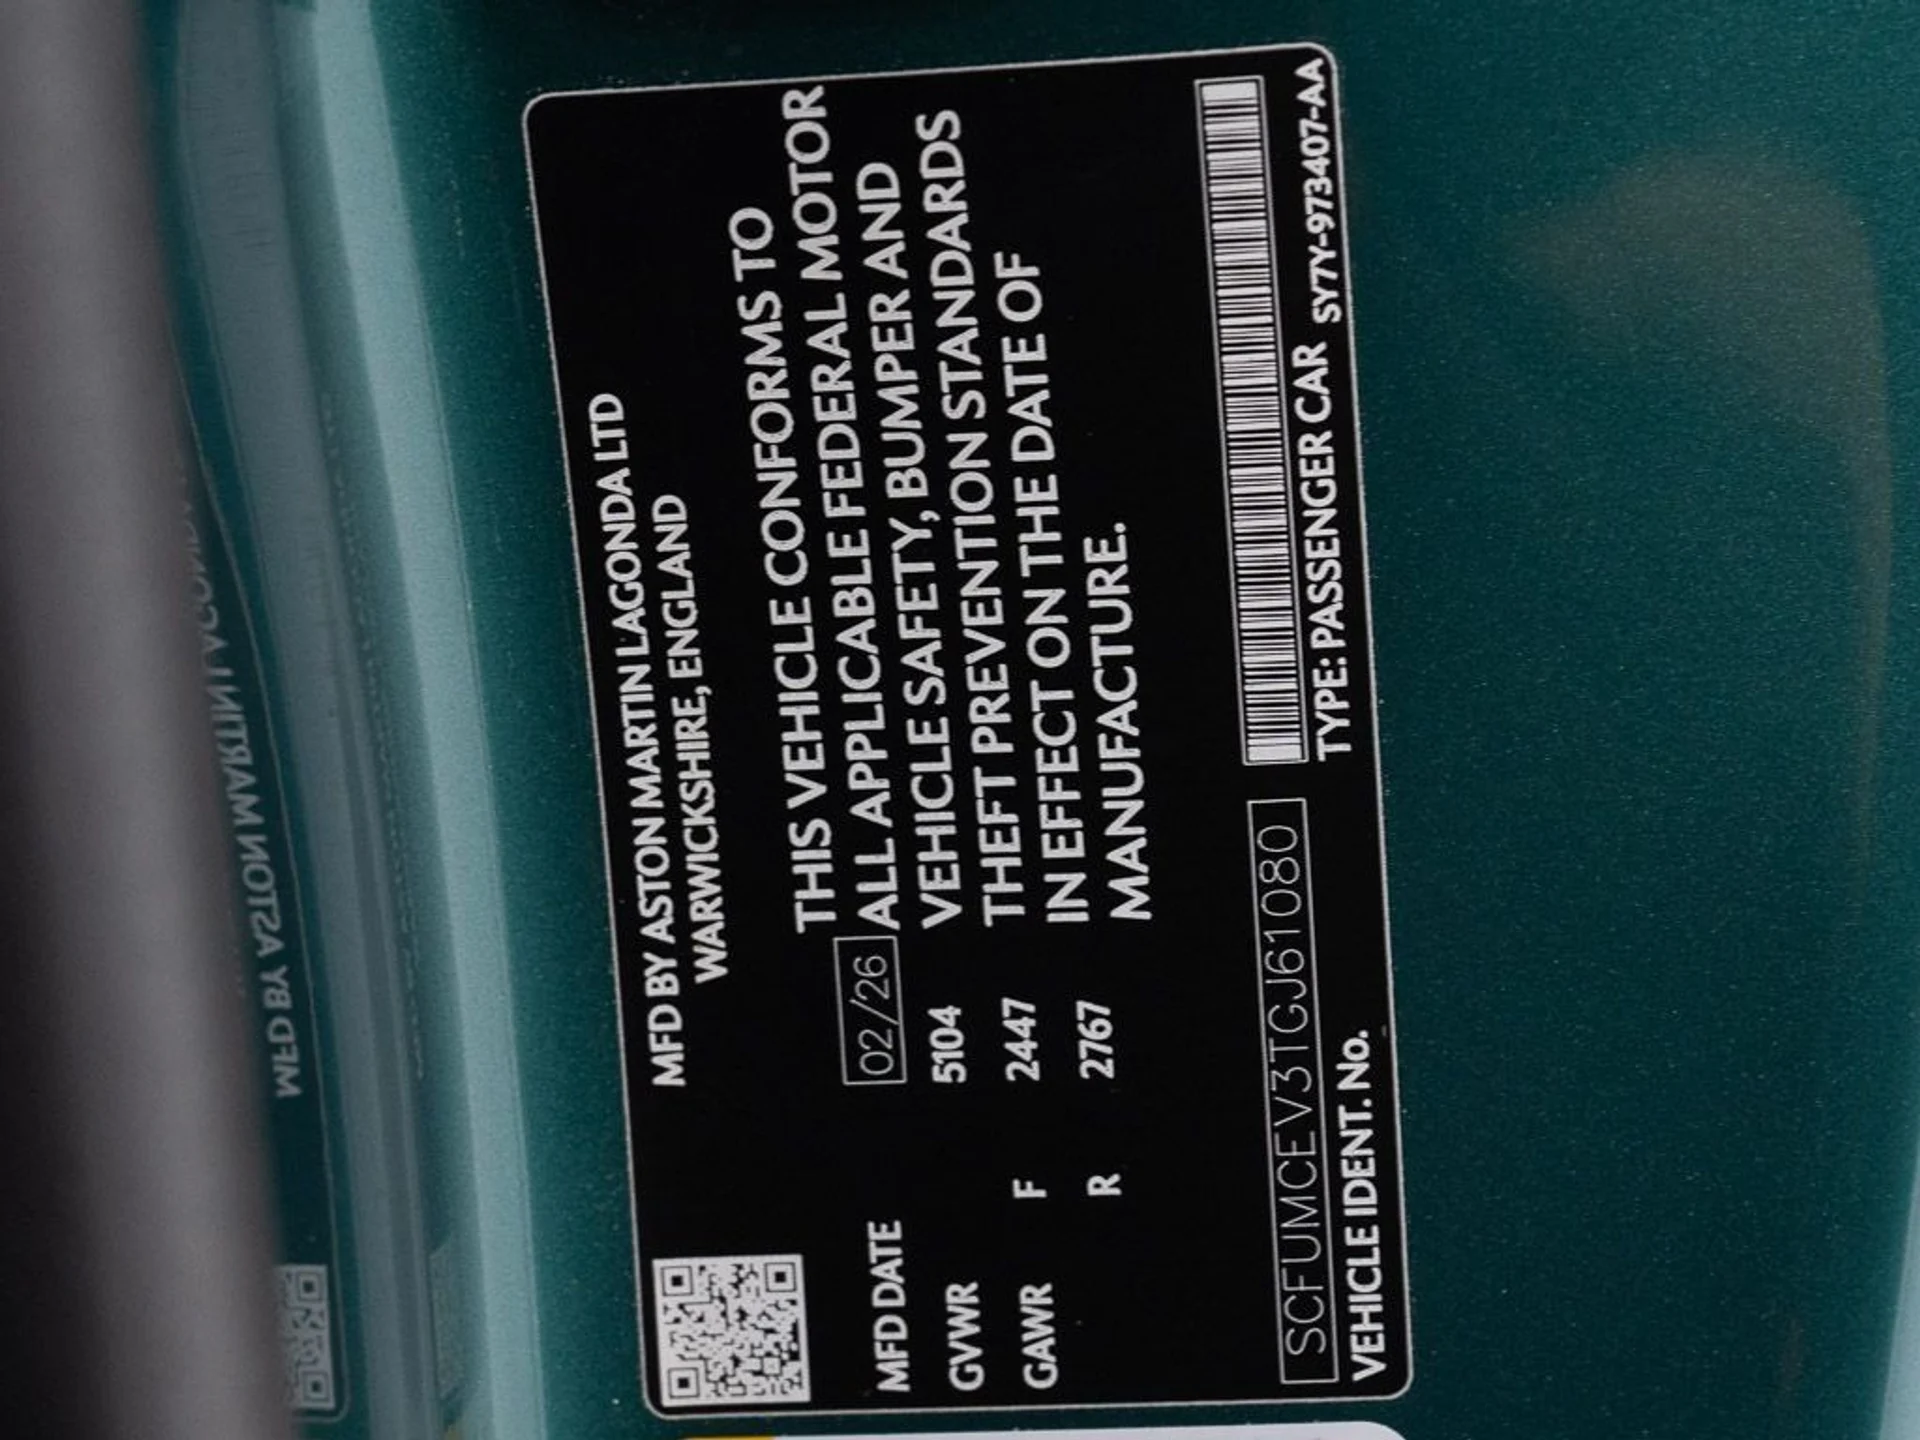 MFD BY ASTON MARTIN LAGONDA LTD
WARWICKSHIRE, ENGLAND
MFD DATE 02/26
GVWR 5104
GAWR F 2447
R 2767
THIS VEHICLE CONFORMS TO
ALL APPLICABLE FEDERAL MOTOR
VEHICLE SAFETY, BUMPER AND
THEFT PREVENTION STANDARDS
IN EFFECT ON THE DATE OF
MANUFACTURE.
SCFUMCEV3TGJ61080
VEHICLE IDENT. No.
TYPE: PASSENGER CAR SY7Y-973407-AA
MFD BY ASTON MARTIN LAGONDA